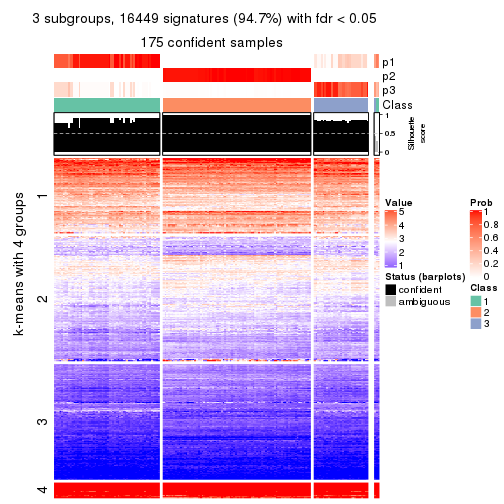 3 subgroups, 16449 signatures (94.7%) with fdr < 0.05
175 confident samples
p1
p2
p3
Class
1
0.5
0
Silhouette
score
k-means with 4 groups
1
2
3
4
Value
5
4
3
2
1
Status (barplots)
confident
ambiguous
Prob
1
0.8
0.6
0.4
0.2
0
Class
1
2
3